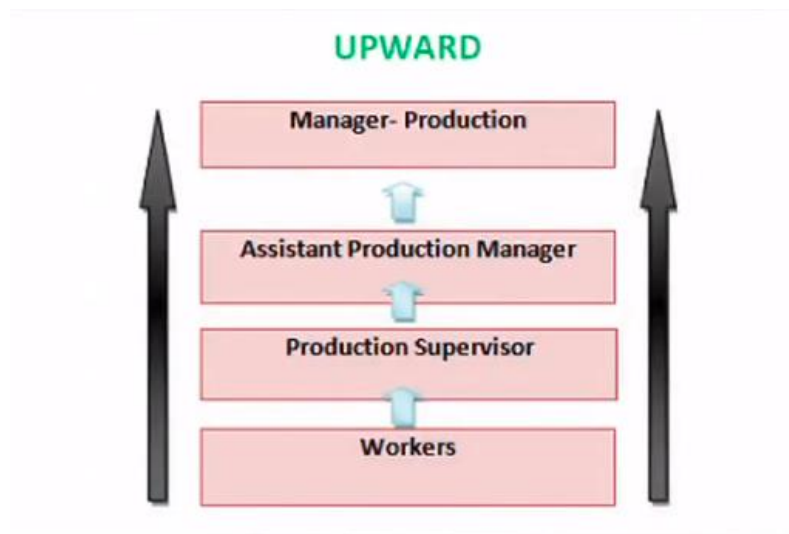 UPWARD
Manager- Production
Assistant Production Manager
Production Supervisor
Workers